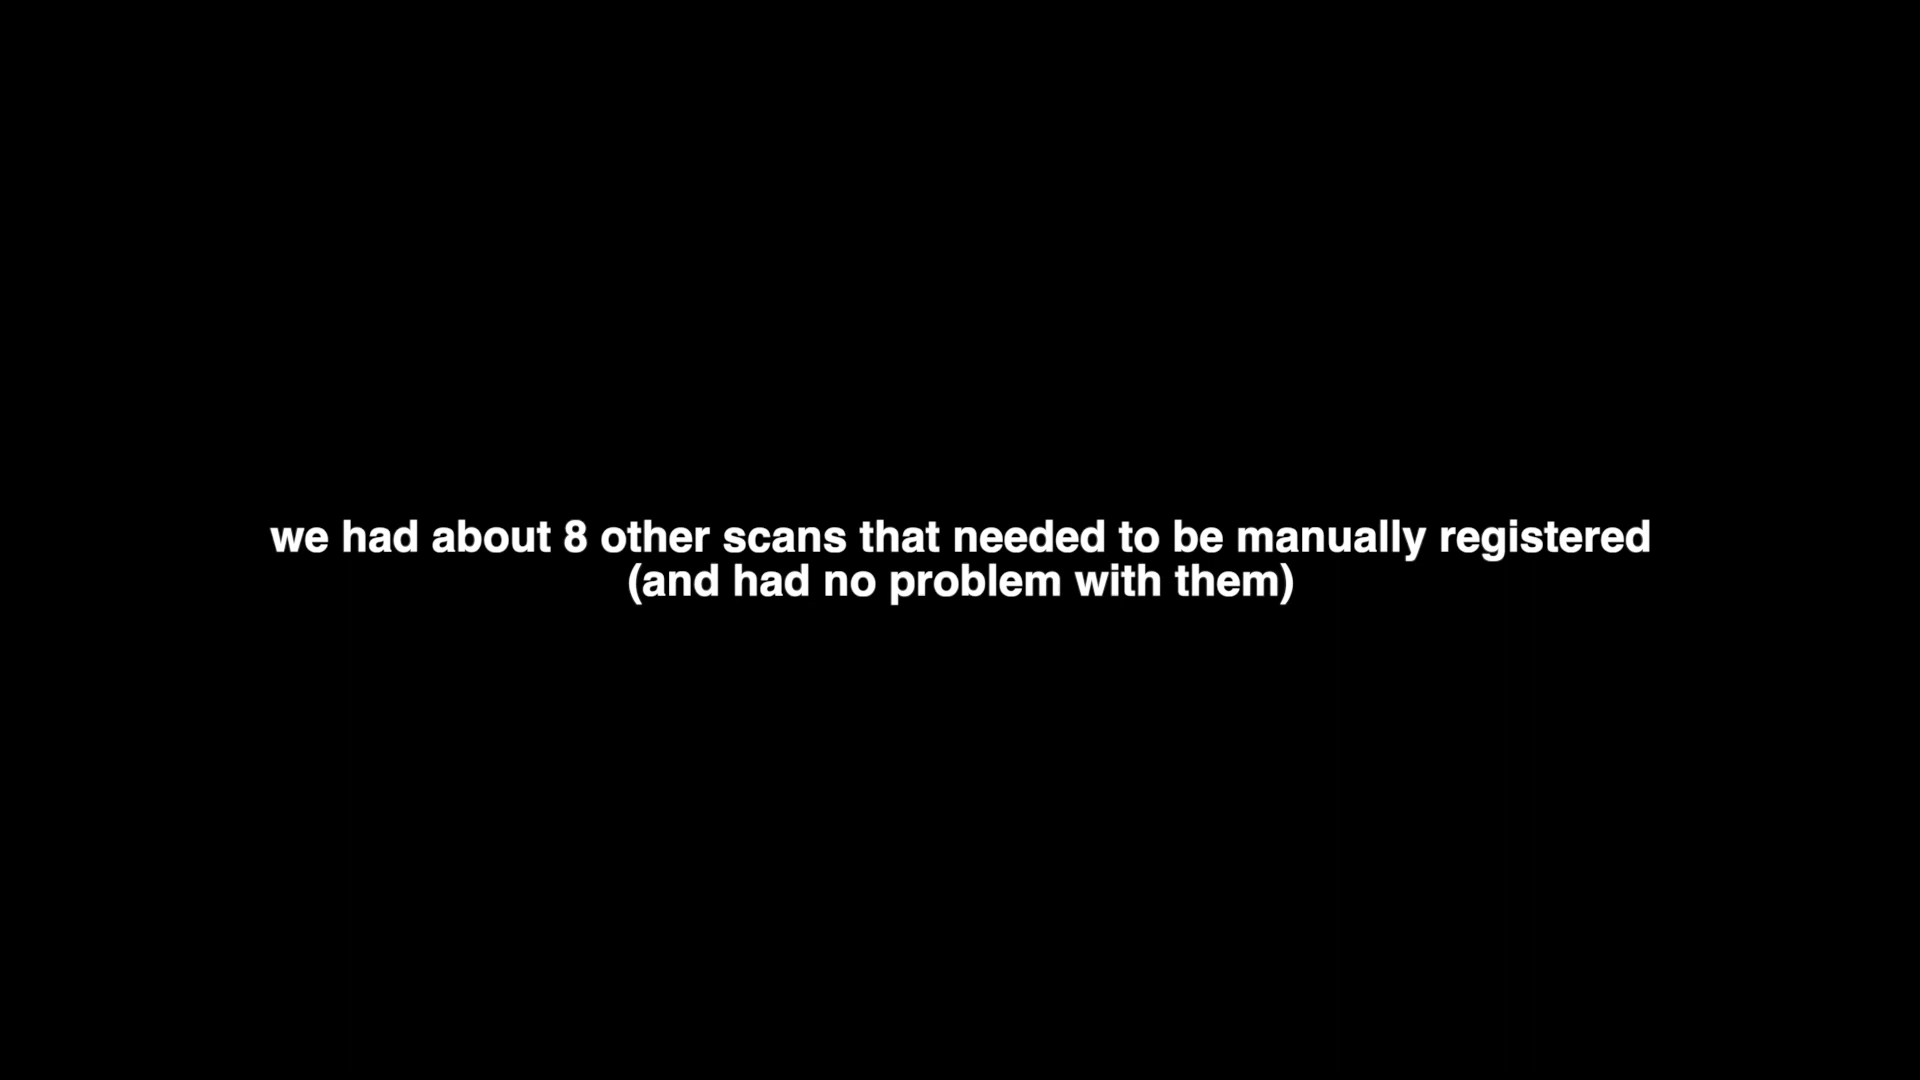 we had about 8 other scans that needed to be manually registered
(and had no problem with them)